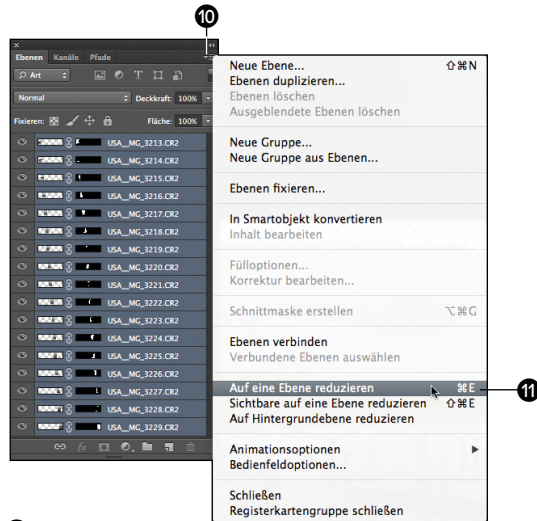 10
Ebenen Kanäle Pfade
Art
Normal Deckkraft: 100%
Fixieren: Fläche: 100%
USA__MG_3213.CR2
USA__MG_3214.CR2
USA__MG_3215.CR2
USA__MG_3216.CR2
USA__MG_3217.CR2
USA__MG_3218.CR2
USA__MG_3219.CR2
USA__MG_3220.CR2
USA__MG_3221.CR2
USA__MG_3222.CR2
USA__MG_3223.CR2
USA__MG_3224.CR2
USA__MG_3225.CR2
USA__MG_3226.CR2
USA__MG_3227.CR2
USA__MG_3228.CR2
USA__MG_3229.CR2
fx
Neue Ebene... ⇧⌘N
Ebenen duplizieren...
Ebenen löschen
Ausgeblendete Ebenen löschen
Neue Gruppe...
Neue Gruppe aus Ebenen...
Ebenen fixieren...
In Smartobjekt konvertieren
Inhalt bearbeiten
Fülloptionen...
Korrektur bearbeiten...
Schnittmaske erstellen ⌥⌘G
Ebenen verbinden
Verbundene Ebenen auswählen
Auf eine Ebene reduzieren ⌘E
11
Sichtbare auf eine Ebene reduzieren ⇧⌘E
Auf Hintergrundebene reduzieren
Animationsoptionen
Bedienfeldoptionen...
Schließen
Registerkartengruppe schließen